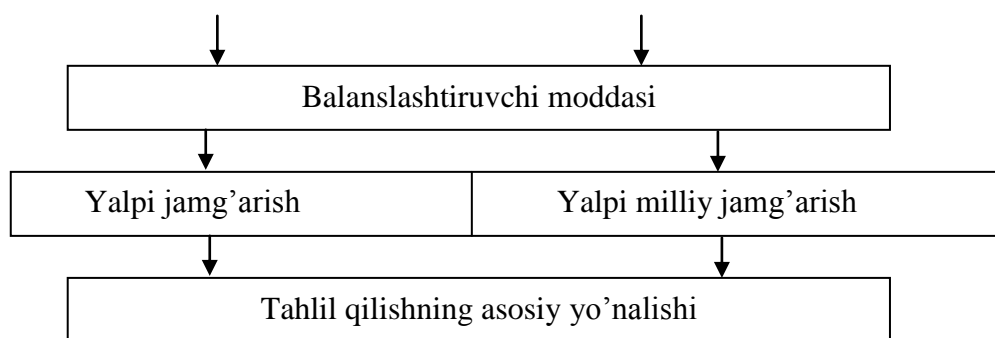 Balanslashtiruvchi moddasi
Yalpi jamg’arish
Yalpi milliy jamg’arish
Tahlil qilishning asosiy yo’nalishi